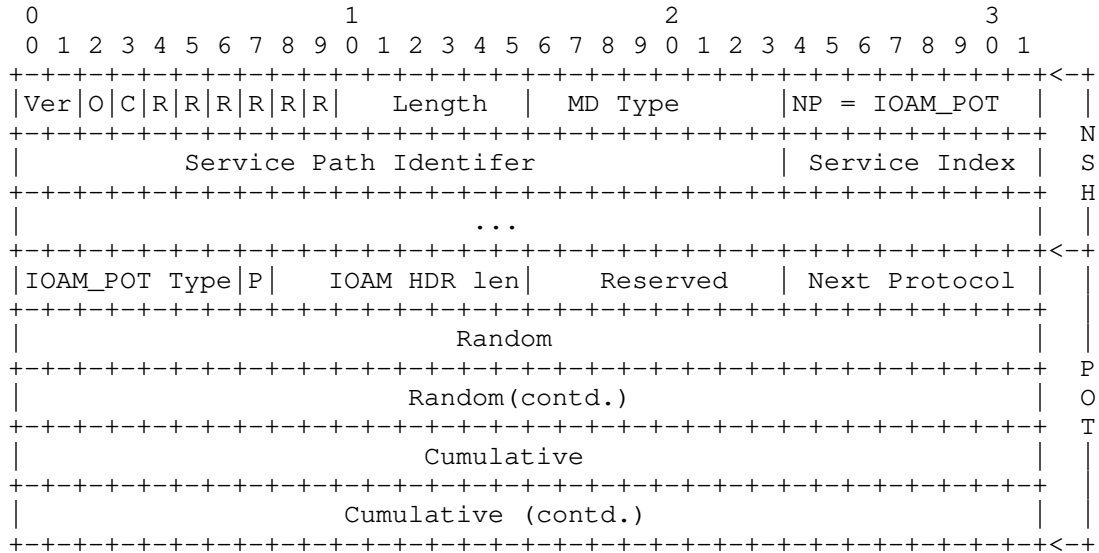 0                   1                   2                   3
 0 1 2 3 4 5 6 7 8 9 0 1 2 3 4 5 6 7 8 9 0 1 2 3 4 5 6 7 8 9 0 1
+-+-+-+-+-+-+-+-+-+-+-+-+-+-+-+-+-+-+-+-+-+-+-+-+-+-+-+-+-+-+-+-+<-+
|Ver|O|C|R|R|R|R|R|R|   Length  |  MD Type      |NP = IOAM_POT  |  |
+-+-+-+-+-+-+-+-+-+-+-+-+-+-+-+-+-+-+-+-+-+-+-+-+-+-+-+-+-+-+-+-+  N
|          Service Path Identifer               | Service Index |  S
+-+-+-+-+-+-+-+-+-+-+-+-+-+-+-+-+-+-+-+-+-+-+-+-+-+-+-+-+-+-+-+-+  H
|                            ...                                |  |
+-+-+-+-+-+-+-+-+-+-+-+-+-+-+-+-+-+-+-+-+-+-+-+-+-+-+-+-+-+-+-+-+<-+
|IOAM_POT Type|P|   IOAM HDR len|    Reserved   | Next Protocol |  |
+-+-+-+-+-+-+-+-+-+-+-+-+-+-+-+-+-+-+-+-+-+-+-+-+-+-+-+-+-+-+-+-+  |
|                           Random                              |  |
+-+-+-+-+-+-+-+-+-+-+-+-+-+-+-+-+-+-+-+-+-+-+-+-+-+-+-+-+-+-+-+-+  P
|                        Random(contd.)                         |  O
+-+-+-+-+-+-+-+-+-+-+-+-+-+-+-+-+-+-+-+-+-+-+-+-+-+-+-+-+-+-+-+-+  T
|                         Cumulative                            |  |
+-+-+-+-+-+-+-+-+-+-+-+-+-+-+-+-+-+-+-+-+-+-+-+-+-+-+-+-+-+-+-+-+  |
|                    Cumulative (contd.)                        |  |
+-+-+-+-+-+-+-+-+-+-+-+-+-+-+-+-+-+-+-+-+-+-+-+-+-+-+-+-+-+-+-+-+<-+